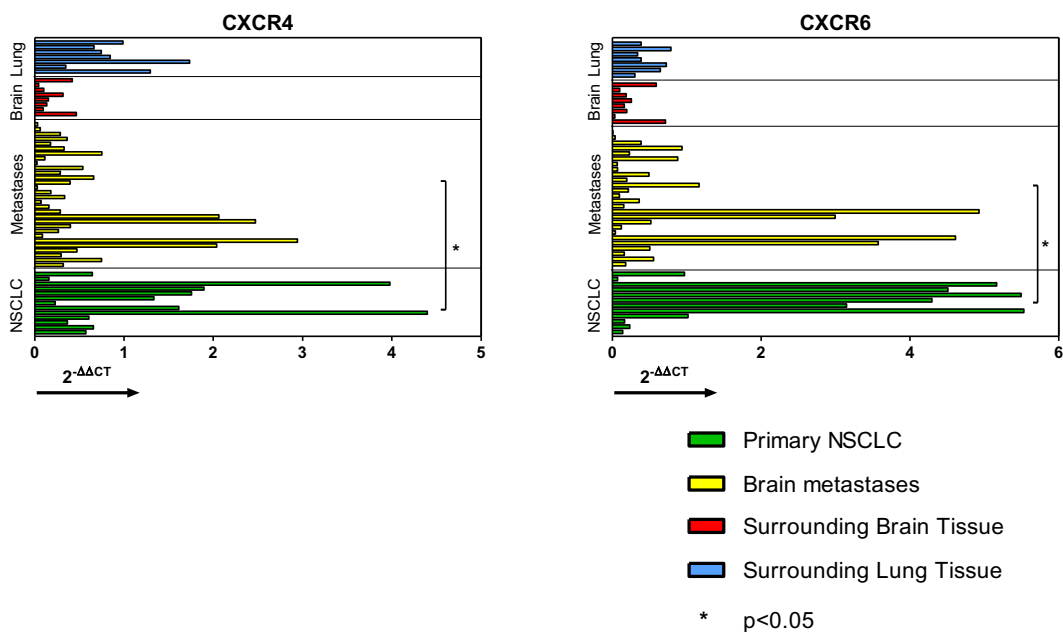 CXCR4
Lung
Brain
Metastases
NSCLC
*
0 1 2 3 4 5
2-ΔΔCT
CXCR6
Lung
Brain
Metastases
NSCLC
*
0 2 4 6
2-ΔΔCT
Primary NSCLC
Brain metastases
Surrounding Brain Tissue
Surrounding Lung Tissue
* p<0.05